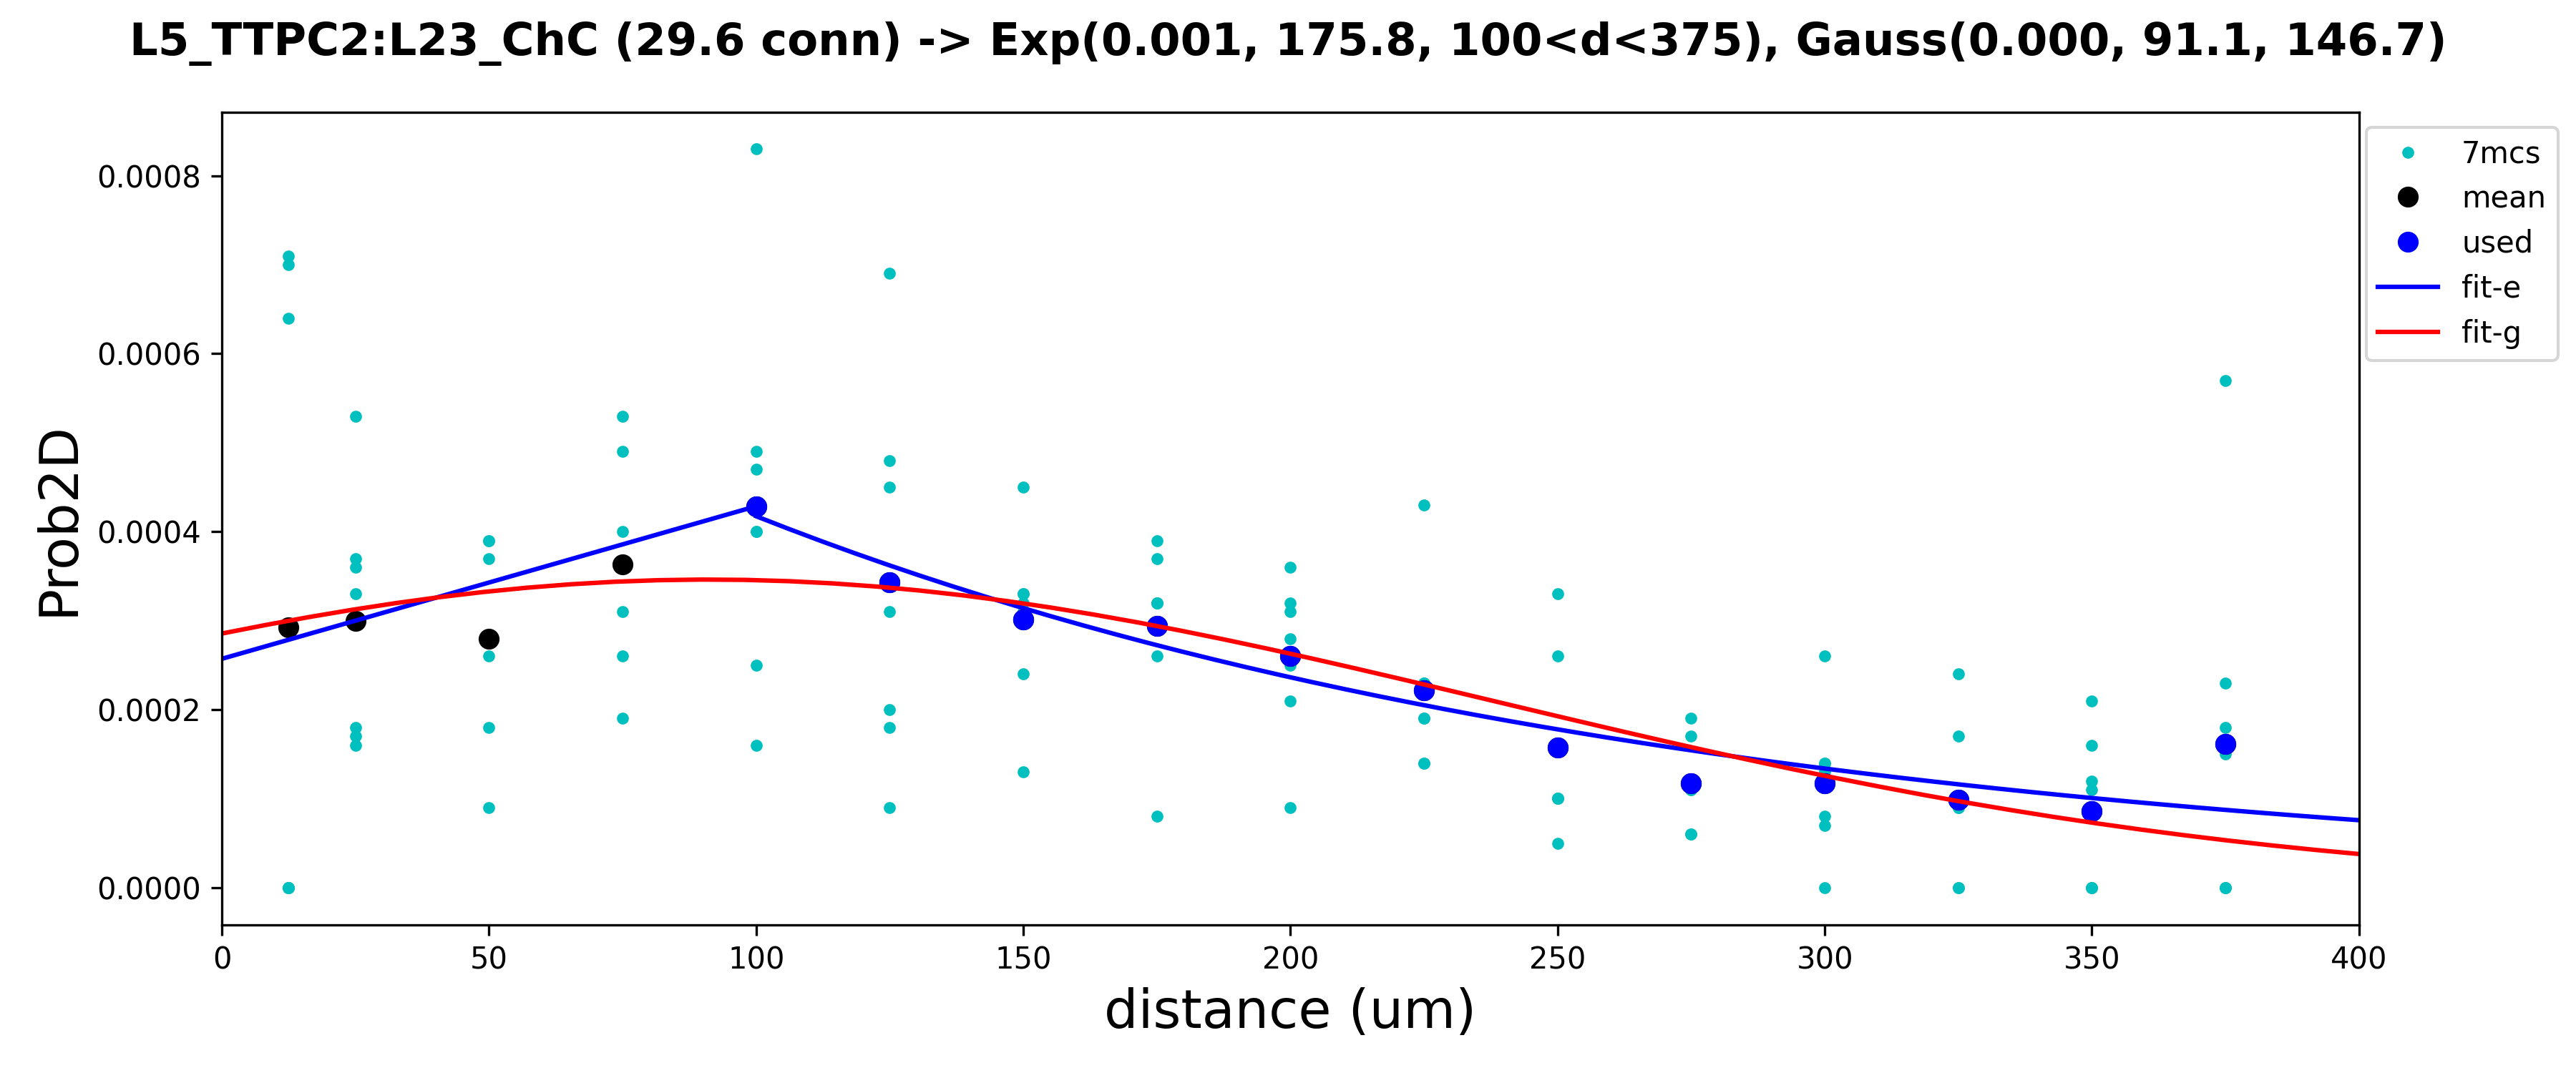 L5_TTPC2:L23_ChC (29.6 conn) -> Exp(0.001, 175.8, 100<d<375), Gauss(0.000, 91.1, 146.7)
7mcs
mean
used
fit-e
fit-g
Prob2D
0.0008
0.0006
0.0004
0.0002
0.0000
0 50 100 150 200 250 300 350 400
distance (um)